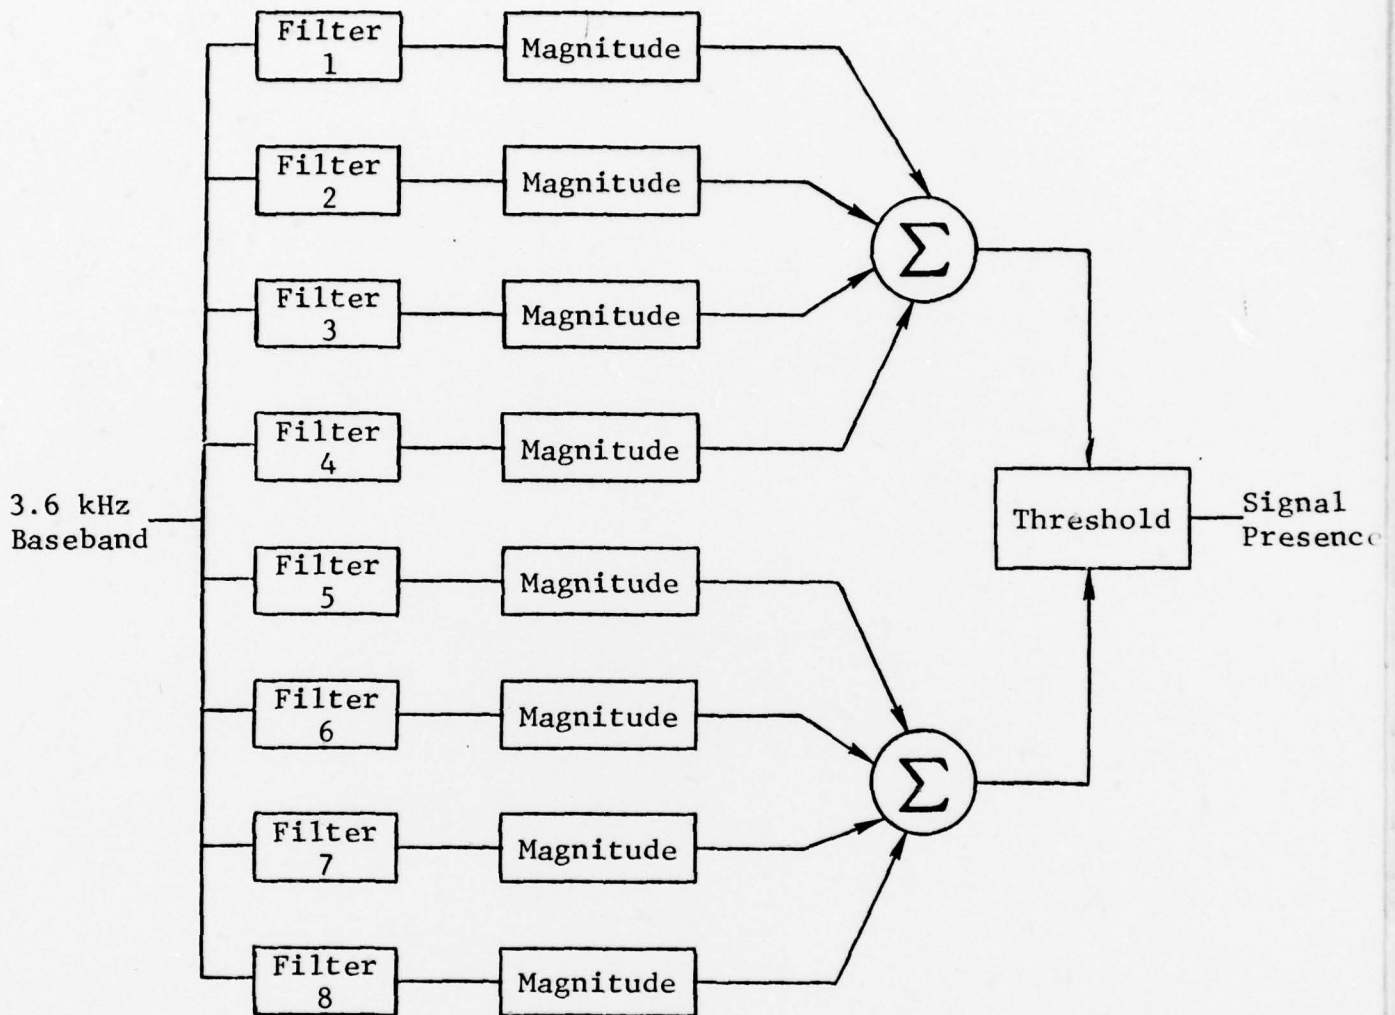 Filter
1
Magnitude
Filter
2
Magnitude
Filter
3
Magnitude
Filter
4
Magnitude
Σ
3.6 kHz
Baseband
Threshold
Signal
Presence
Filter
5
Magnitude
Filter
6
Magnitude
Filter
7
Magnitude
Filter
8
Magnitude
Σ